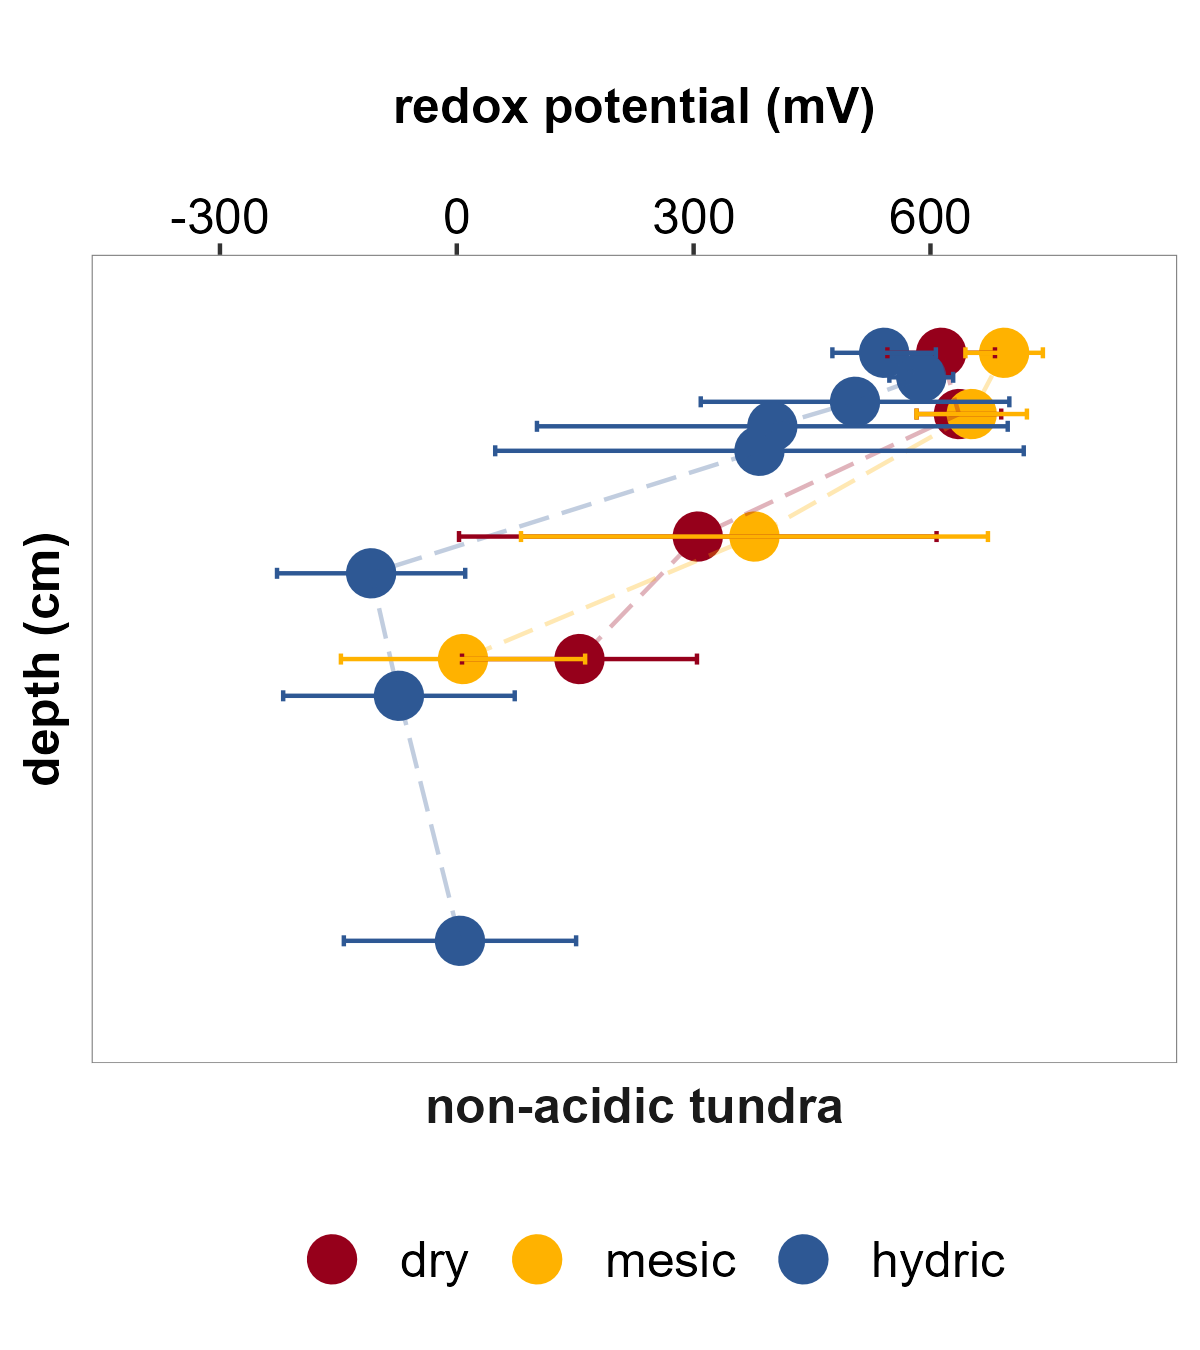 redox potential (mV)
-300 0 300 600
depth (cm)
non-acidic tundra
dry mesic hydric